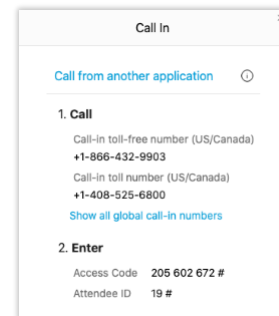 Call In
Call from another application
1. Call
Call-in toll-free number (US/Canada)
+1-866-432-9903
Call-in toll number (US/Canada)
+1-408-525-6800
Show all global call-in numbers
2. Enter
Access Code 205 602 672 #
Attendee ID 19 #